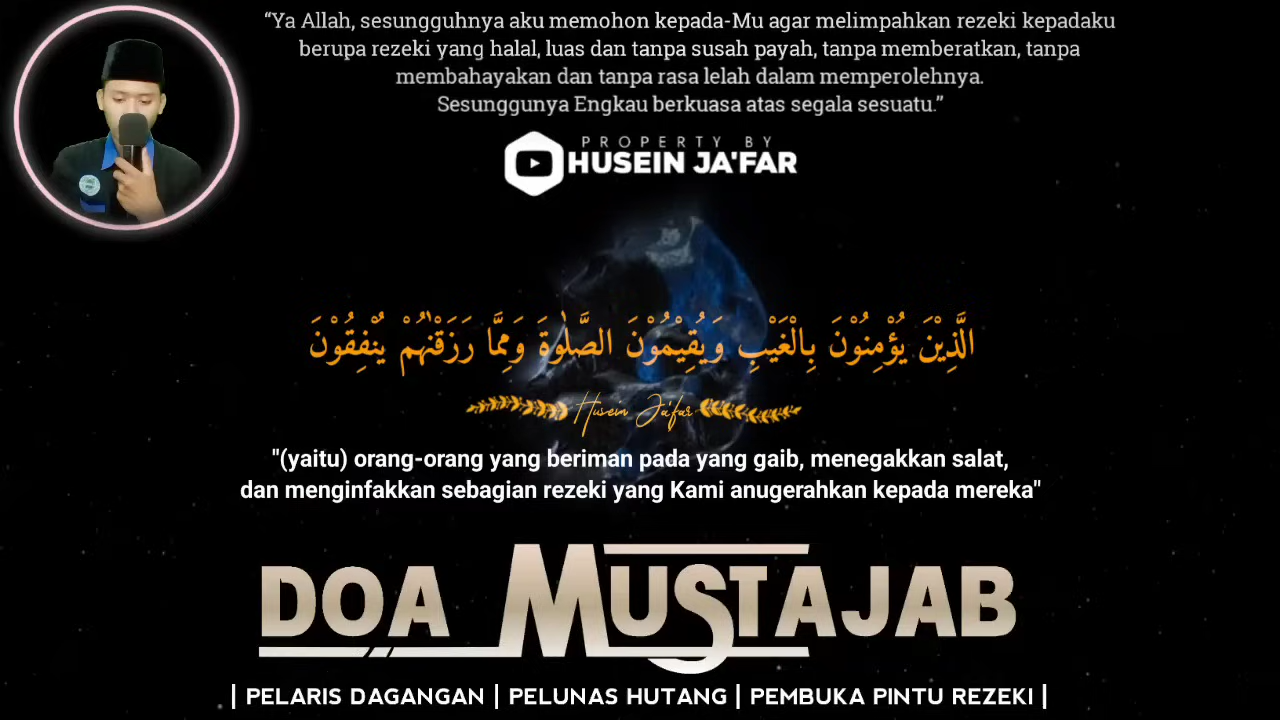 “Ya Allah, sesungguhnya aku memohon kepada-Mu agar melimpahkan rezeki kepadaku
berupa rezeki yang halal, luas dan tanpa susah payah, tanpa memberatkan, tanpa
membahayakan dan tanpa rasa lelah dalam memperolehnya.
Sesunggunya Engkau berkuasa atas segala sesuatu.”
PROPERTY BY
HUSEIN JA'FAR
الَّذِيْنَ يُؤْمِنُوْنَ بِالْغَيْبِ وَيُقِيْمُوْنَ الصَّلٰوةَ وَمِمَّا رَزَقْنٰهُمْ يُنْفِقُوْنَ
Husein Ja'far
"(yaitu) orang-orang yang beriman pada yang gaib, menegakkan salat,
dan menginfakkan sebagian rezeki yang Kami anugerahkan kepada mereka"
DOA MUSTAJAB
| PELARIS DAGANGAN | PELUNAS HUTANG | PEMBUKA PINTU REZEKI |